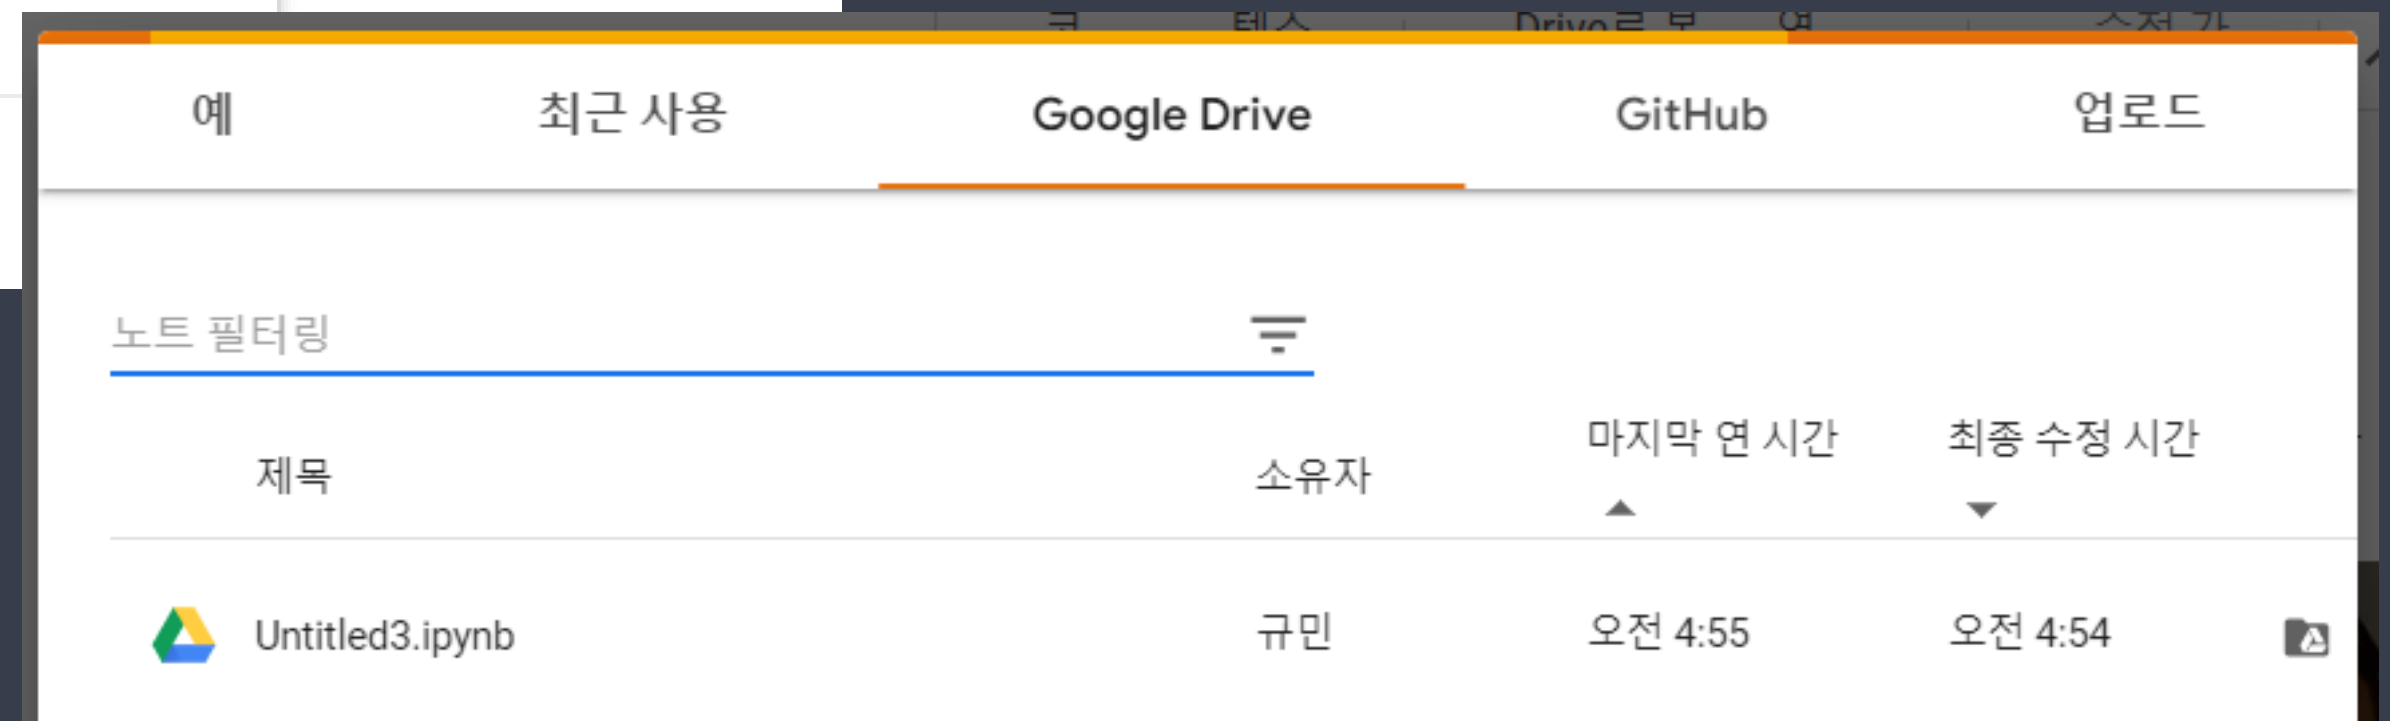 예 최근 사용 Google Drive GitHub 업로드
노트 필터링
제목 소유자 마지막 연 시간 최종 수정 시간
Untitled3.ipynb 규민 오전 4:55 오전 4:54